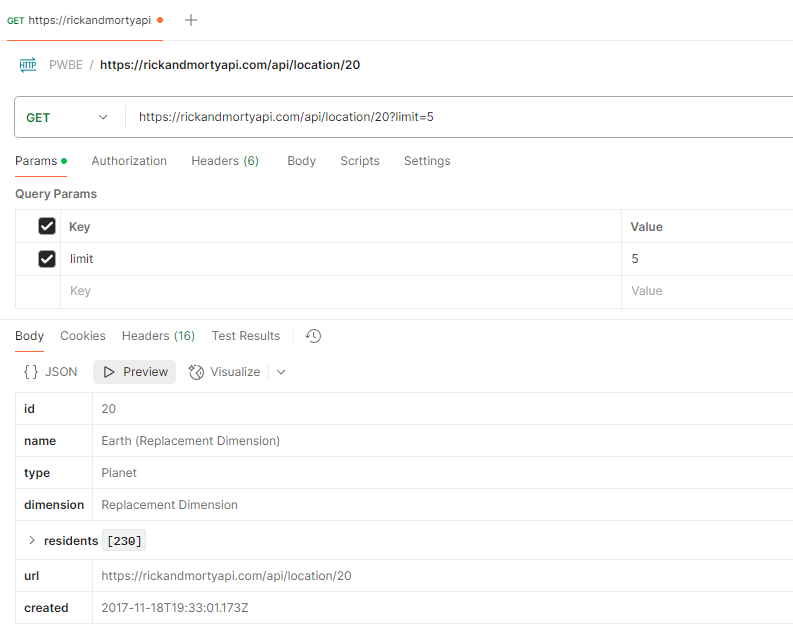 GET https://rickandmortyapi
HTTP PWBE / https://rickandmortyapi.com/api/location/20
GET https://rickandmortyapi.com/api/location/20?limit=5
Params Authorization Headers (6) Body Scripts Settings
Query Params
Key Value
limit 5
Key Value
Body Cookies Headers (16) Test Results
{} JSON Preview Visualize
id 20
name Earth (Replacement Dimension)
type Planet
dimension Replacement Dimension
residents [230]
url https://rickandmortyapi.com/api/location/20
created 2017-11-18T19:33:01.173Z